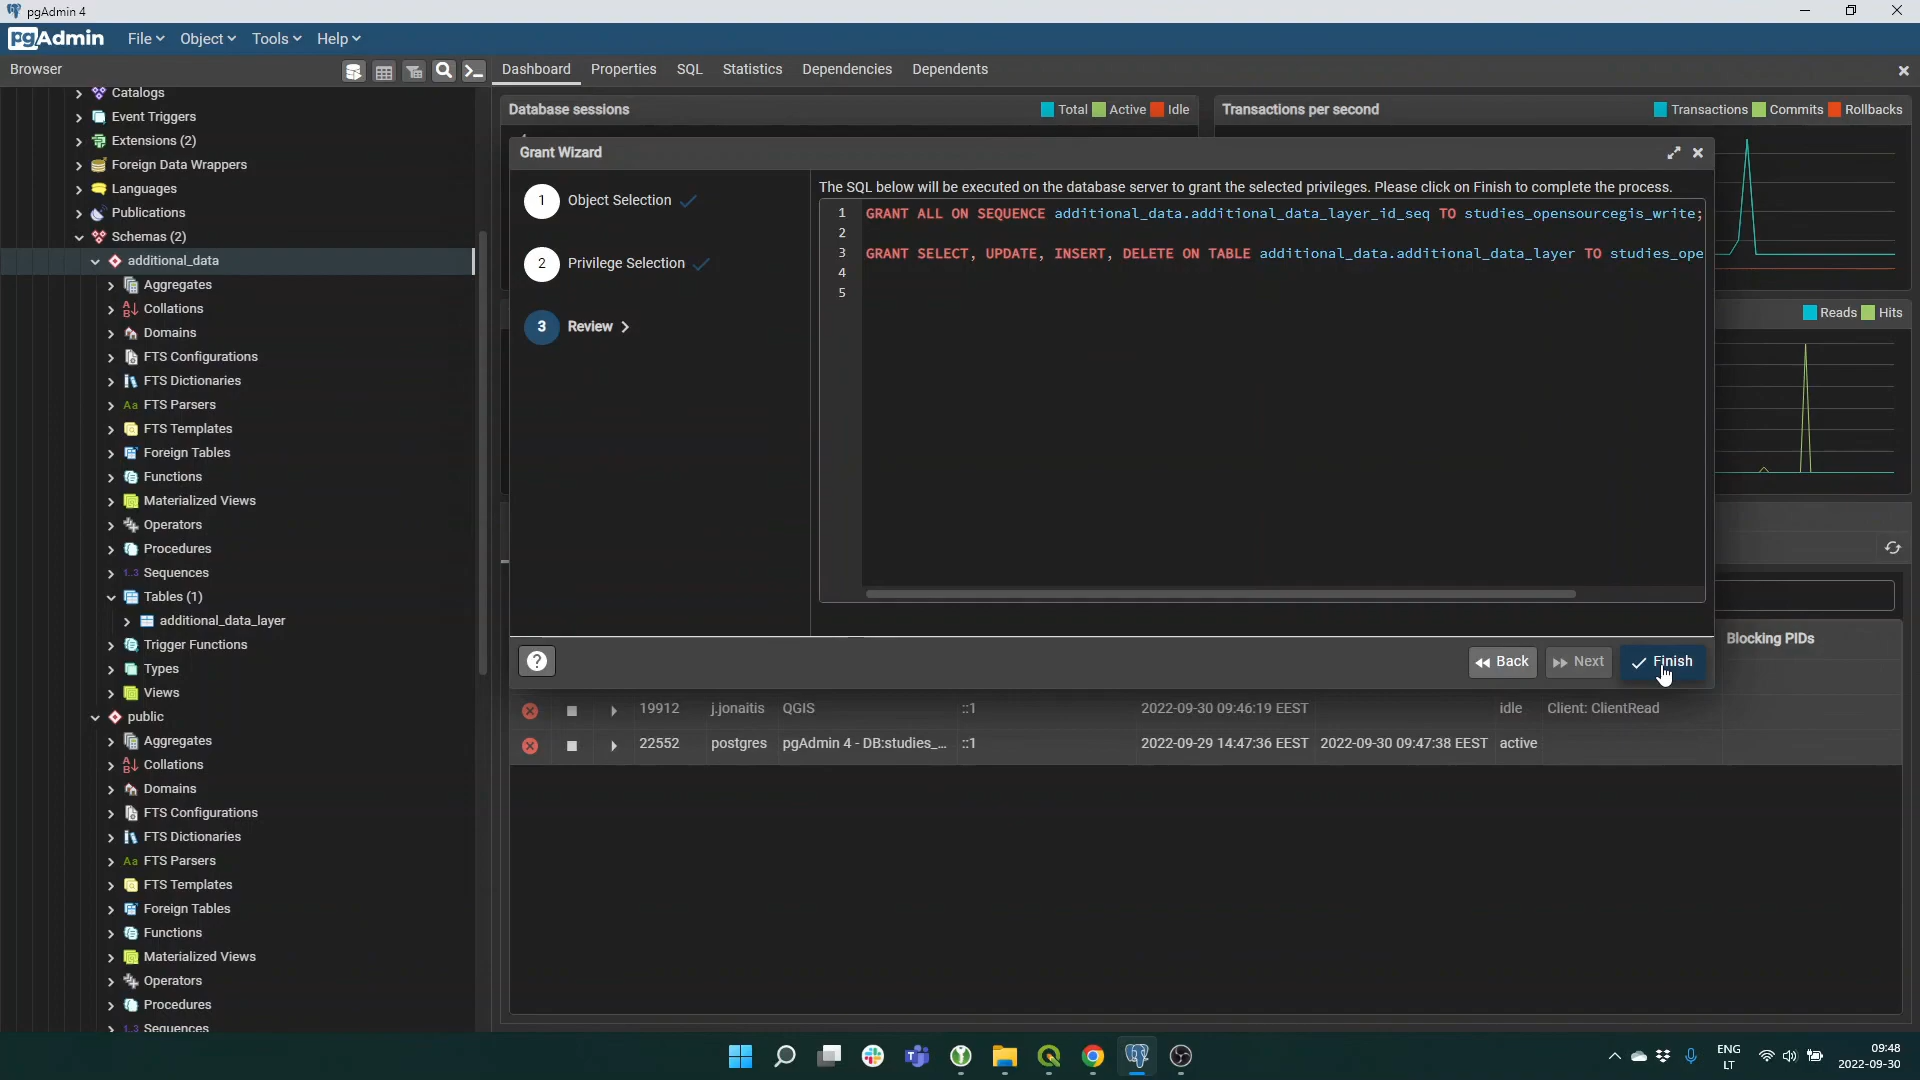 pgAdmin 4
pgAdmin File Object Tools Help
Browser
Dashboard Properties SQL Statistics Dependencies Dependents
Catalogs
Event Triggers
Extensions (2)
Foreign Data Wrappers
Languages
Publications
Schemas (2)
additional_data
Aggregates
Collations
Domains
FTS Configurations
FTS Dictionaries
Aa FTS Parsers
FTS Templates
Foreign Tables
Functions
Materialized Views
Operators
Procedures
1..3 Sequences
Tables (1)
additional_data_layer
Trigger Functions
Types
Views
public
Aggregates
Collations
Domains
FTS Configurations
FTS Dictionaries
Aa FTS Parsers
FTS Templates
Foreign Tables
Functions
Materialized Views
Operators
Procedures
1..3 Sequences
Database sessions Total Active Idle
Transactions per second Transactions Commits Rollbacks
Reads Hits
Grant Wizard
1 Object Selection
2 Privilege Selection
3 Review
The SQL below will be executed on the database server to grant the selected privileges. Please click on Finish to complete the process.
1 GRANT ALL ON SEQUENCE additional_data.additional_data_layer_id_seq TO studies_opensourcegis_write;
2
3 GRANT SELECT, UPDATE, INSERT, DELETE ON TABLE additional_data.additional_data_layer TO studies_ope
4
5
? Back Next Finish
Blocking PIDs
19912 j.jonaitis QGIS ::1 2022-09-30 09:46:19 EEST idle Client: ClientRead
22552 postgres pgAdmin 4 - DB:studies_... ::1 2022-09-29 14:47:36 EEST 2022-09-30 09:47:38 EEST active
ENG
LT
09:48
2022-09-30